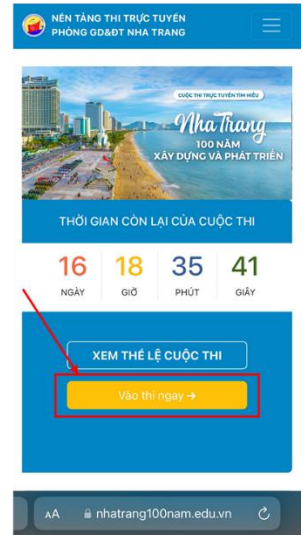 NỀN TẢNG THI TRỰC TUYẾN
PHÒNG GD&ĐT NHA TRANG
CUỘC THI TRỰC TUYẾN TÌM HIỂU
Nha Trang
100 NĂM
XÂY DỰNG VÀ PHÁT TRIỂN
THỜI GIAN CÒN LẠI CỦA CUỘC THI
16 18 35 41
NGÀY GIỜ PHÚT GIÂY
XEM THỂ LỆ CUỘC THI
Vào thi ngay →
AA nhatrang100nam.edu.vn